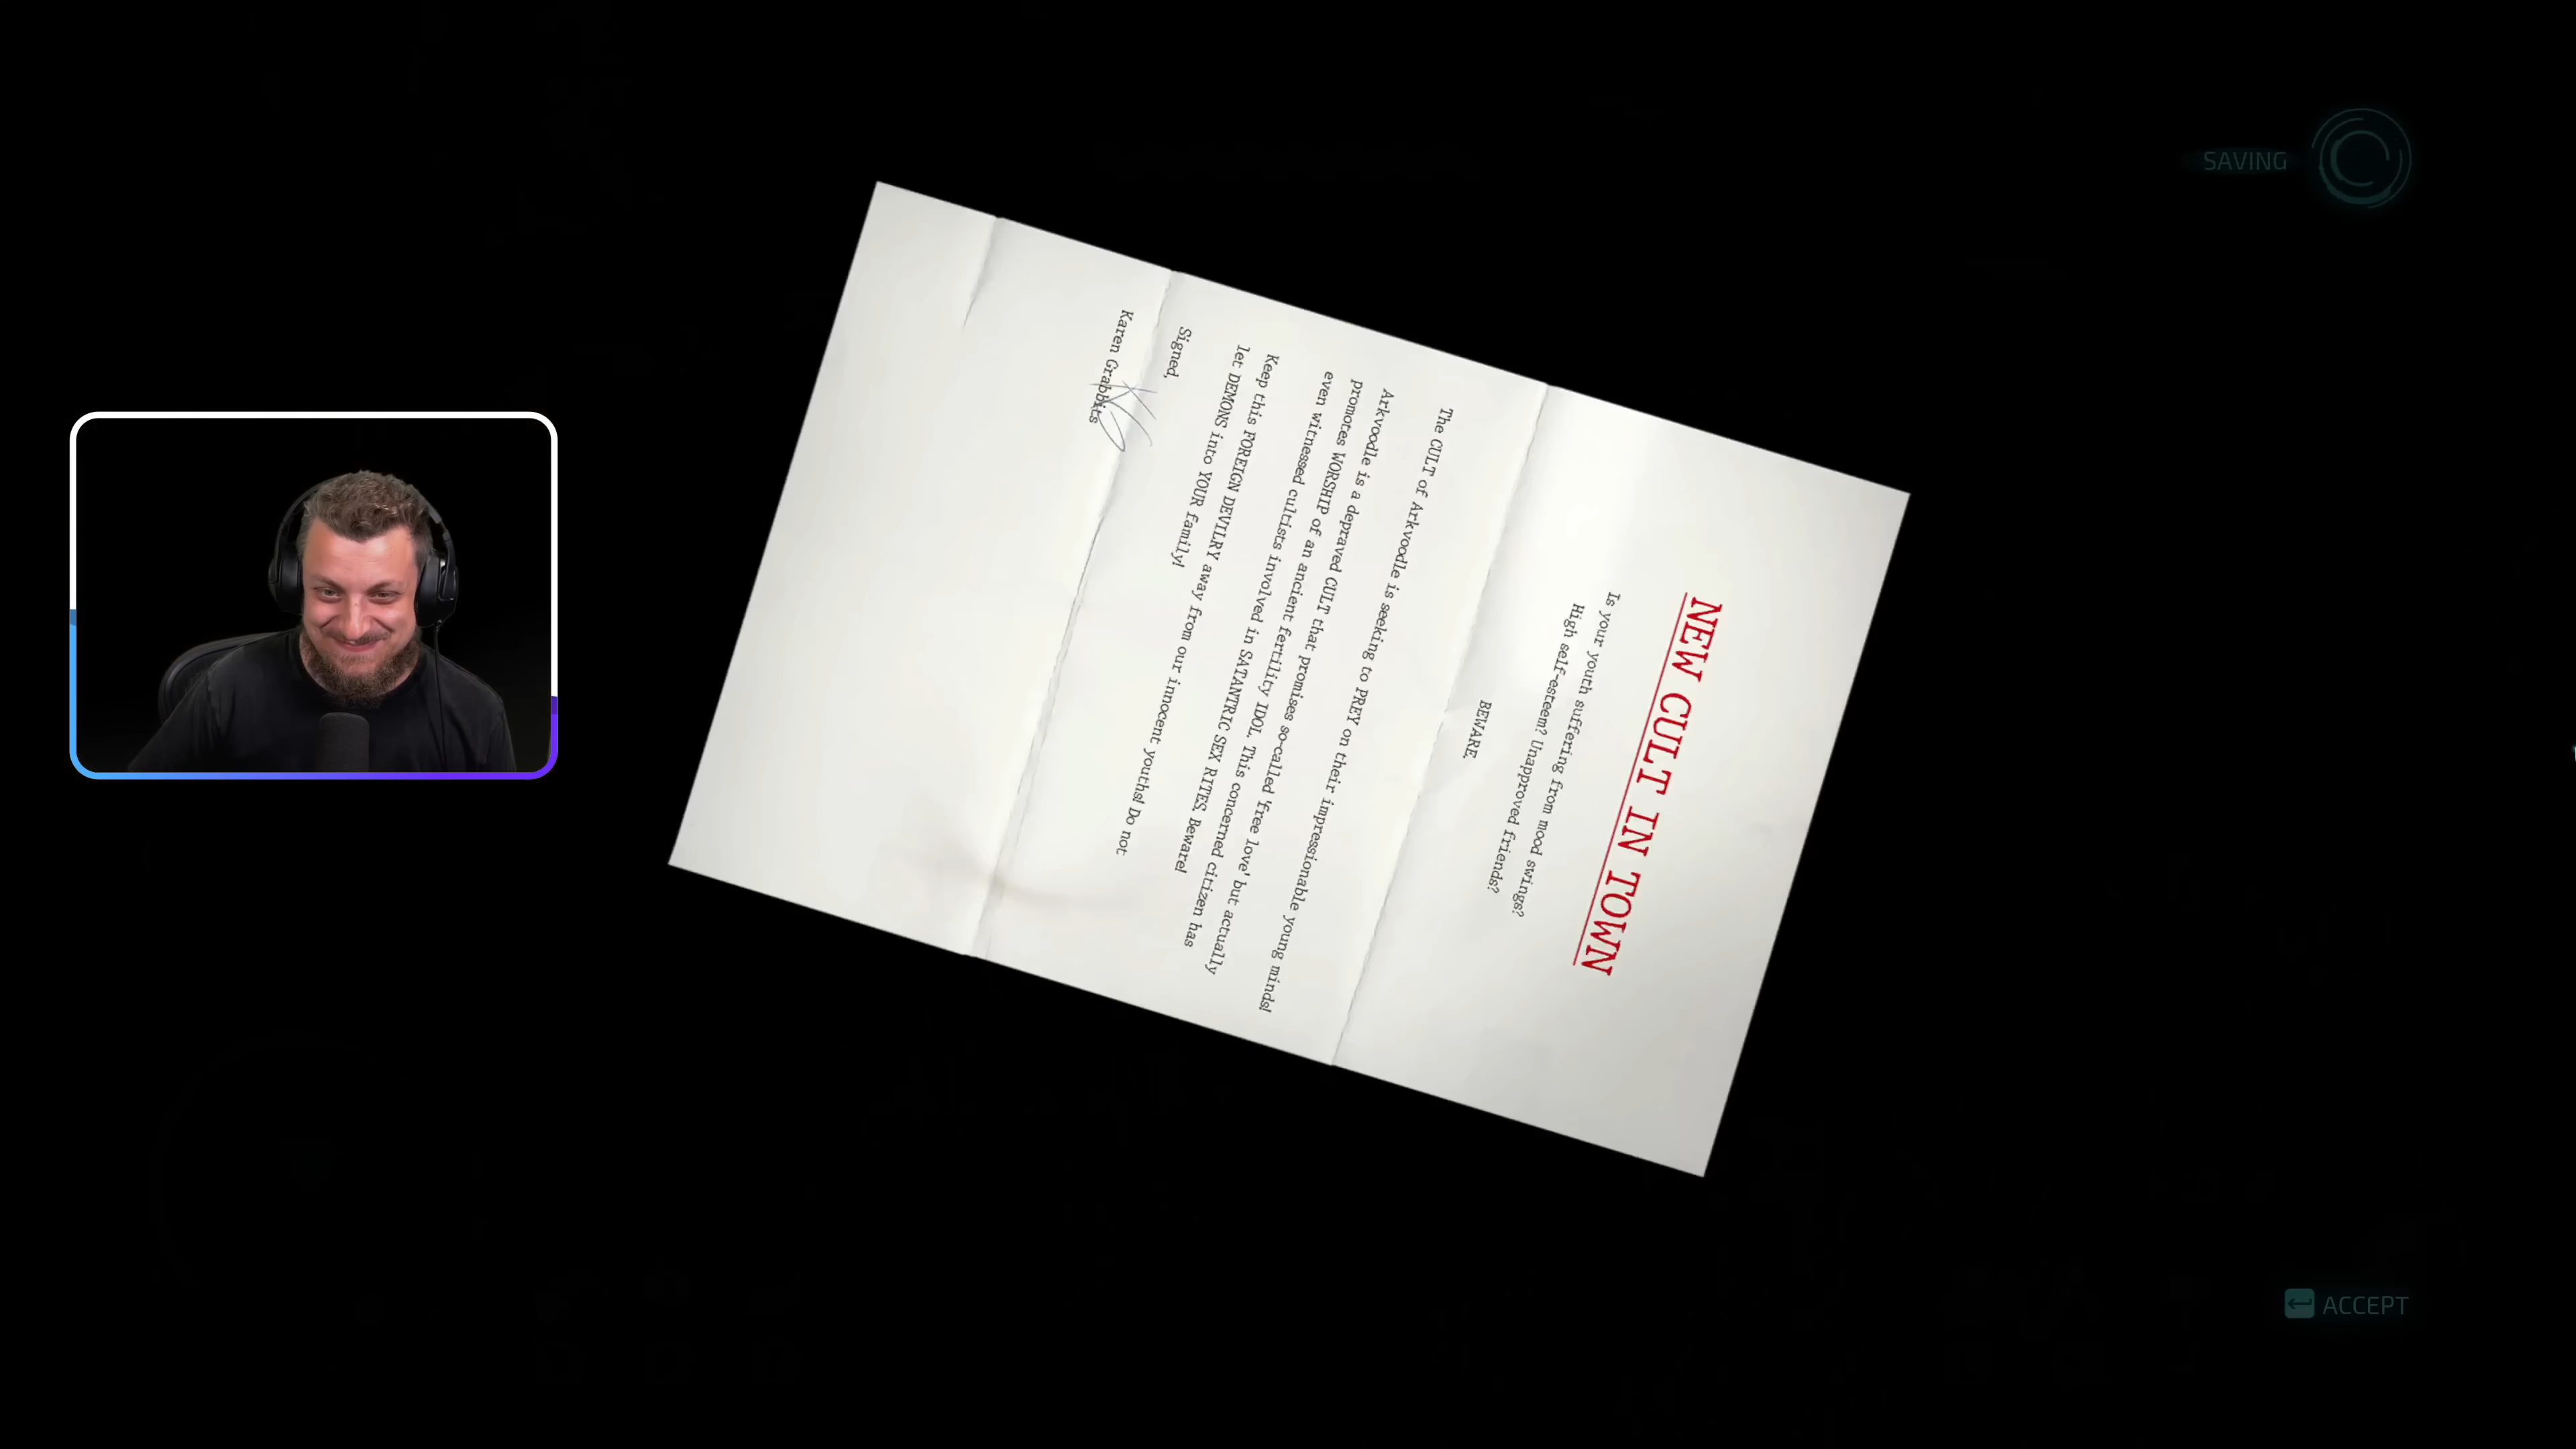 SAVING
NEW CULT IN TOWN
Is your youth suffering from mood swings?
High self-esteem? Unapproved friends?
BEWARE.
The CULT of Arkvoodle is seeking to PREY on their impressionable young minds!
Arkvoodle is a depraved CULT that promises so-called 'free love' but actually
promotes WORSHIP of an ancient fertility IDOL. This concerned citizen has
even witnessed cultists involved in SATANTRIC SEX RITES. Beware!
Keep this FOREIGN DEVILRY away from our innocent youths! Do not
let DEMONS into YOUR family!
Signed,
Karen Grabbits
ACCEPT